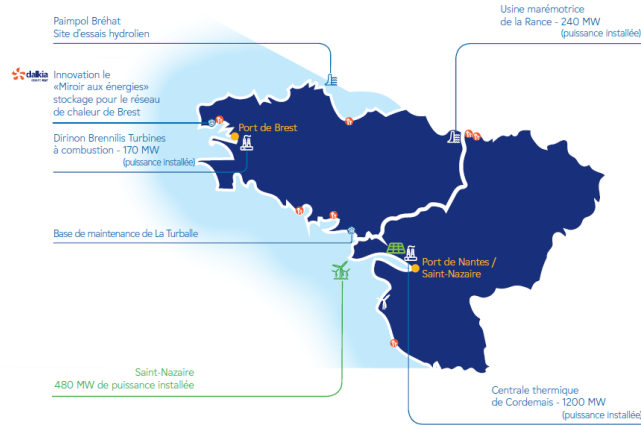 Paimpol Bréhat
Site d'essais hydrolien
Usine marémotrice
de la Rance - 240 MW
(puissance installée)
dalkia
Innovation le
«Miroir aux énergies»
stockage pour le réseau
de chaleur de Brest
Port de Brest
Dirinon Brennilis Turbines
à combustion - 170 MW
(puissance installée)
Base de maintenance de La Turballe
Port de Nantes /
Saint-Nazaire
Saint-Nazaire
480 MW de puissance installée
Centrale thermique
de Cordemais - 1200 MW
(puissance installée)